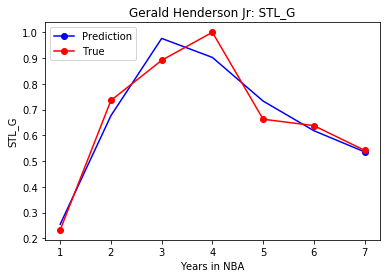 Gerald Henderson Jr: STL_G
Prediction
True
STL_G
1.0
0.9
0.8
0.7
0.6
0.5
0.4
0.3
0.2
1 2 3 4 5 6 7
Years in NBA